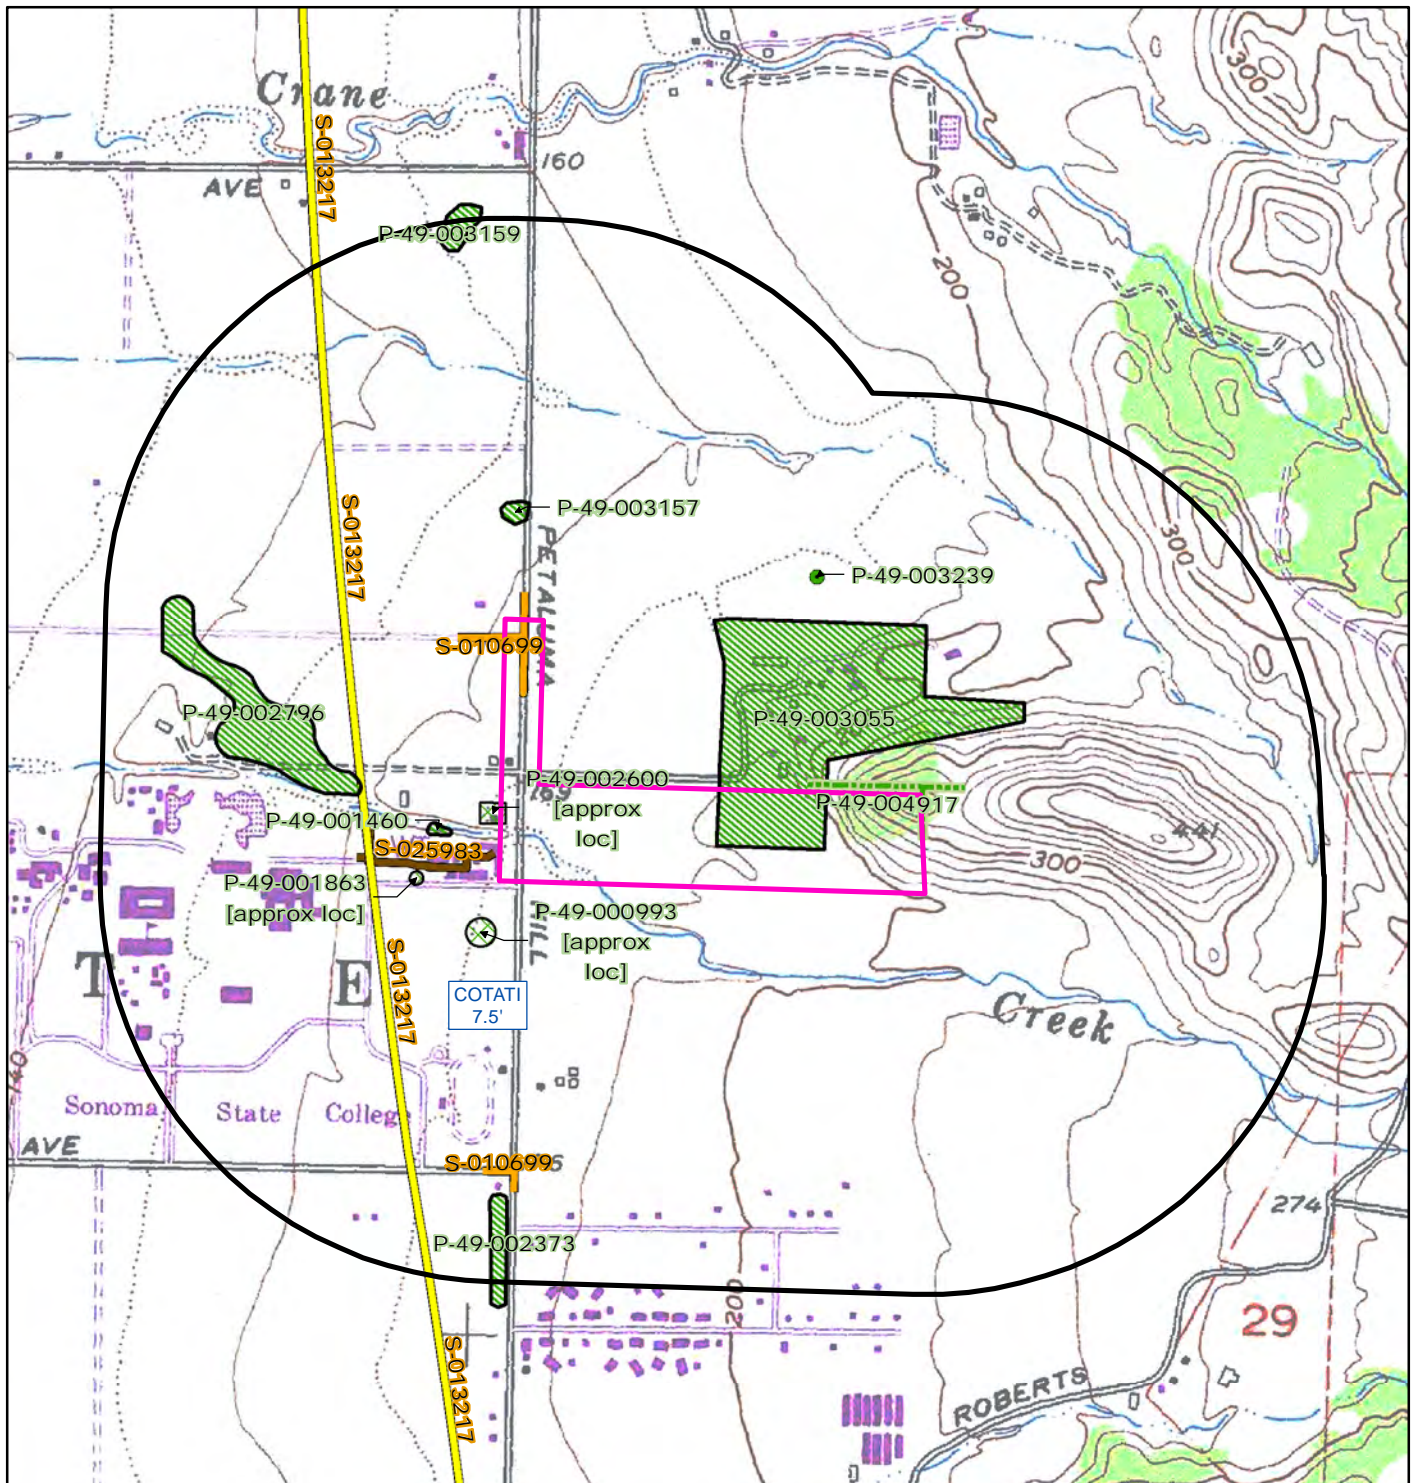 Crane
300
S-013217
160
AVE
P-49-003159
200
S-013217
P-49-003157
PETALUMA
300
P-49-003239
S-010699
P-49-002796
P-49-003055
P-49-002600
[approx
loc]
169
P-49-004917
P-49-001460
441
S-025983
300
P-49-001863
[approx loc]
P-49-000993
[approx
loc]
HILL
S-013217
T
E
COTATI
7.5'
Creek
140
Sonoma State College
AVE
S-010699
274
P-49-002373
200
29
S-013217
ROBERTS